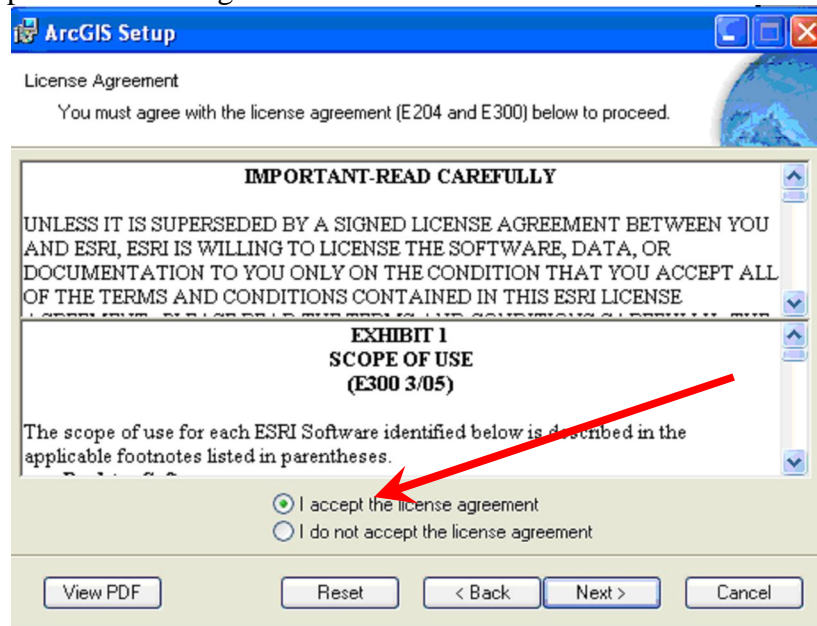 ArcGIS Setup
License Agreement
You must agree with the license agreement (E204 and E300) below to proceed.
IMPORTANT-READ CAREFULLY
UNLESS IT IS SUPERSEDED BY A SIGNED LICENSE AGREEMENT BETWEEN YOU
AND ESRI, ESRI IS WILLING TO LICENSE THE SOFTWARE, DATA, OR
DOCUMENTATION TO YOU ONLY ON THE CONDITION THAT YOU ACCEPT ALL
OF THE TERMS AND CONDITIONS CONTAINED IN THIS ESRI LICENSE
EXHIBIT 1
SCOPE OF USE
(E300 3/05)
The scope of use for each ESRI Software identified below is described in the
applicable footnotes listed in parentheses.
I accept the license agreement
I do not accept the license agreement
View PDF Reset < Back Next > Cancel